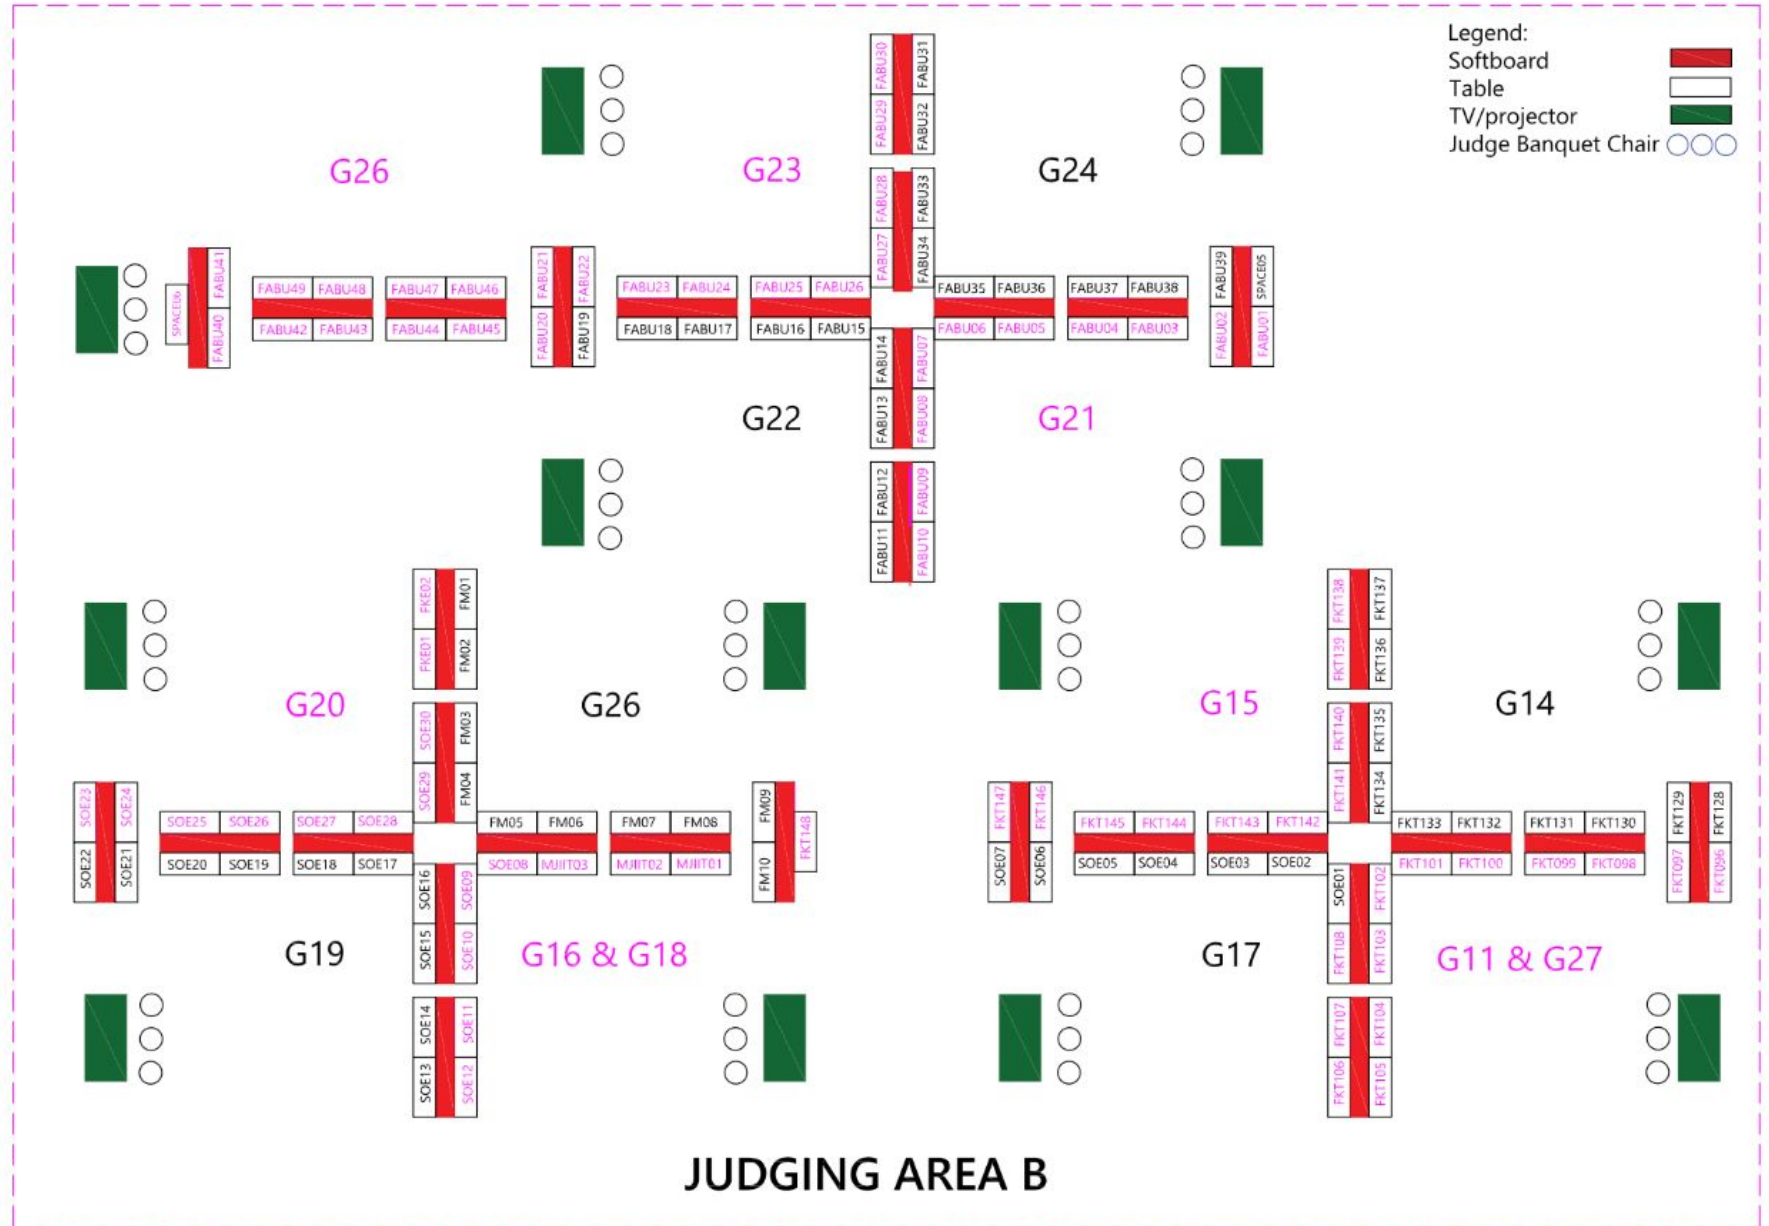 Legend:
Softboard
Table
TV/projector
Judge Banquet Chair
G26
G23
G24
FABU30
FABU29
FABU31
FABU32
FABU28
FABU27
FABU33
FABU34
SPACE06
FABU41
FABU40
FABU49 FABU48 FABU47 FABU46
FABU42 FABU43 FABU44 FABU45
FABU21
FABU20
FABU22
FABU19
FABU23 FABU24 FABU25 FABU26
FABU18 FABU17 FABU16 FABU15
FABU35 FABU36 FABU37 FABU38
FABU06 FABU05 FABU04 FABU03
FABU39
FABU02
SPACE05
FABU01
FABU14
FABU13
FABU07
FABU08
G22
G21
FABU12
FABU11
FABU09
FABU10
FKE02
FKE01
FM01
FM02
G20
G26
SOE30
SOE29
FM03
FM04
SOE23
SOE22
SOE24
SOE21
SOE25 SOE26 SOE27 SOE28
SOE20 SOE19 SOE18 SOE17
FM05 FM06 FM07 FM08
SOE08 MJIIT03 MJIIT02 MJIIT01
FM09
FM10
FKT148
SOE16
SOE15
SOE09
SOE10
G19
G16 & G18
SOE14
SOE13
SOE11
SOE12
FKT138
FKT139
FKT137
FKT136
G15
G14
FKT140
FKT141
FKT135
FKT134
FKT147
SOE07
FKT146
SOE06
FKT145 FKT144 FKT143 FKT142
SOE05 SOE04 SOE03 SOE02
FKT133 FKT132 FKT131 FKT130
FKT101 FKT100 FKT099 FKT098
FKT129
FKT097
FKT128
FKT096
SOE01
FKT108
FKT102
FKT103
G17
G11 & G27
FKT107
FKT106
FKT104
FKT105
JUDGING AREA B